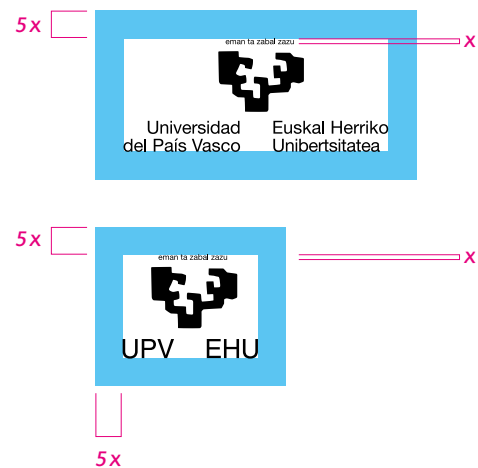 5x
eman ta zabal zazu
x
Universidad
del País Vasco
Euskal Herriko
Unibertsitatea
5x
eman ta zabal zazu
x
UPV EHU
5x